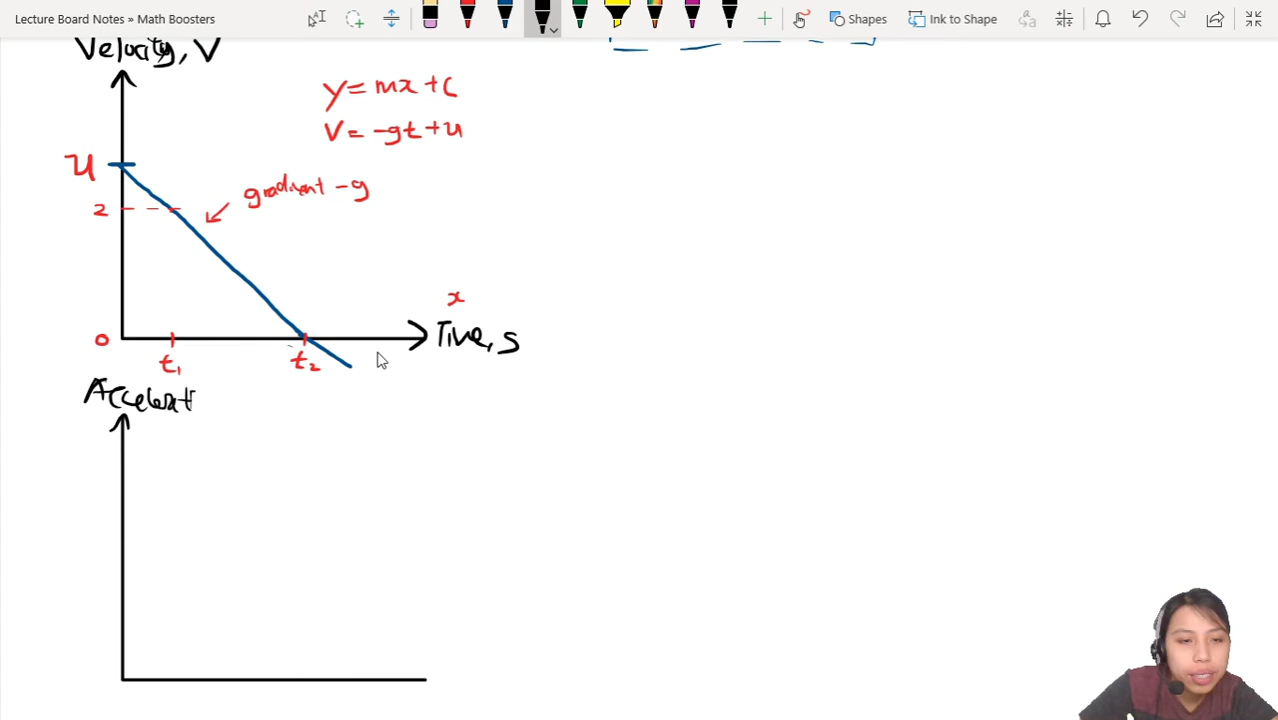 Lecture Board Notes » Math Boosters
Shapes
Ink to Shape
Velocity, V
y = mx + c
V = -gt + u
u
gradient -g
2
x
0
Time, s
t₁
t₂
Accelerat